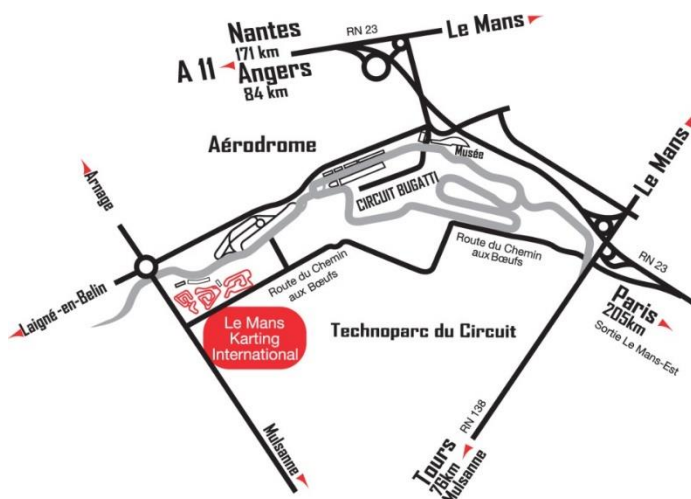 Nantes
171 km
RN 23
Le Mans
A 11
Angers
84 km
Aérodrome
Musée
Le Mans
Arnage
CIRCUIT BUGATTI
Route du Chemin
aux Bœufs
RN 23
Laigné-en-Belin
Route du Chemin
aux Bœufs
Paris
205km
Sortie Le Mans-Est
Le Mans
Karting
International
Technoparc du Circuit
Mulsanne
RN 138
Tours
76km
Mulsanne